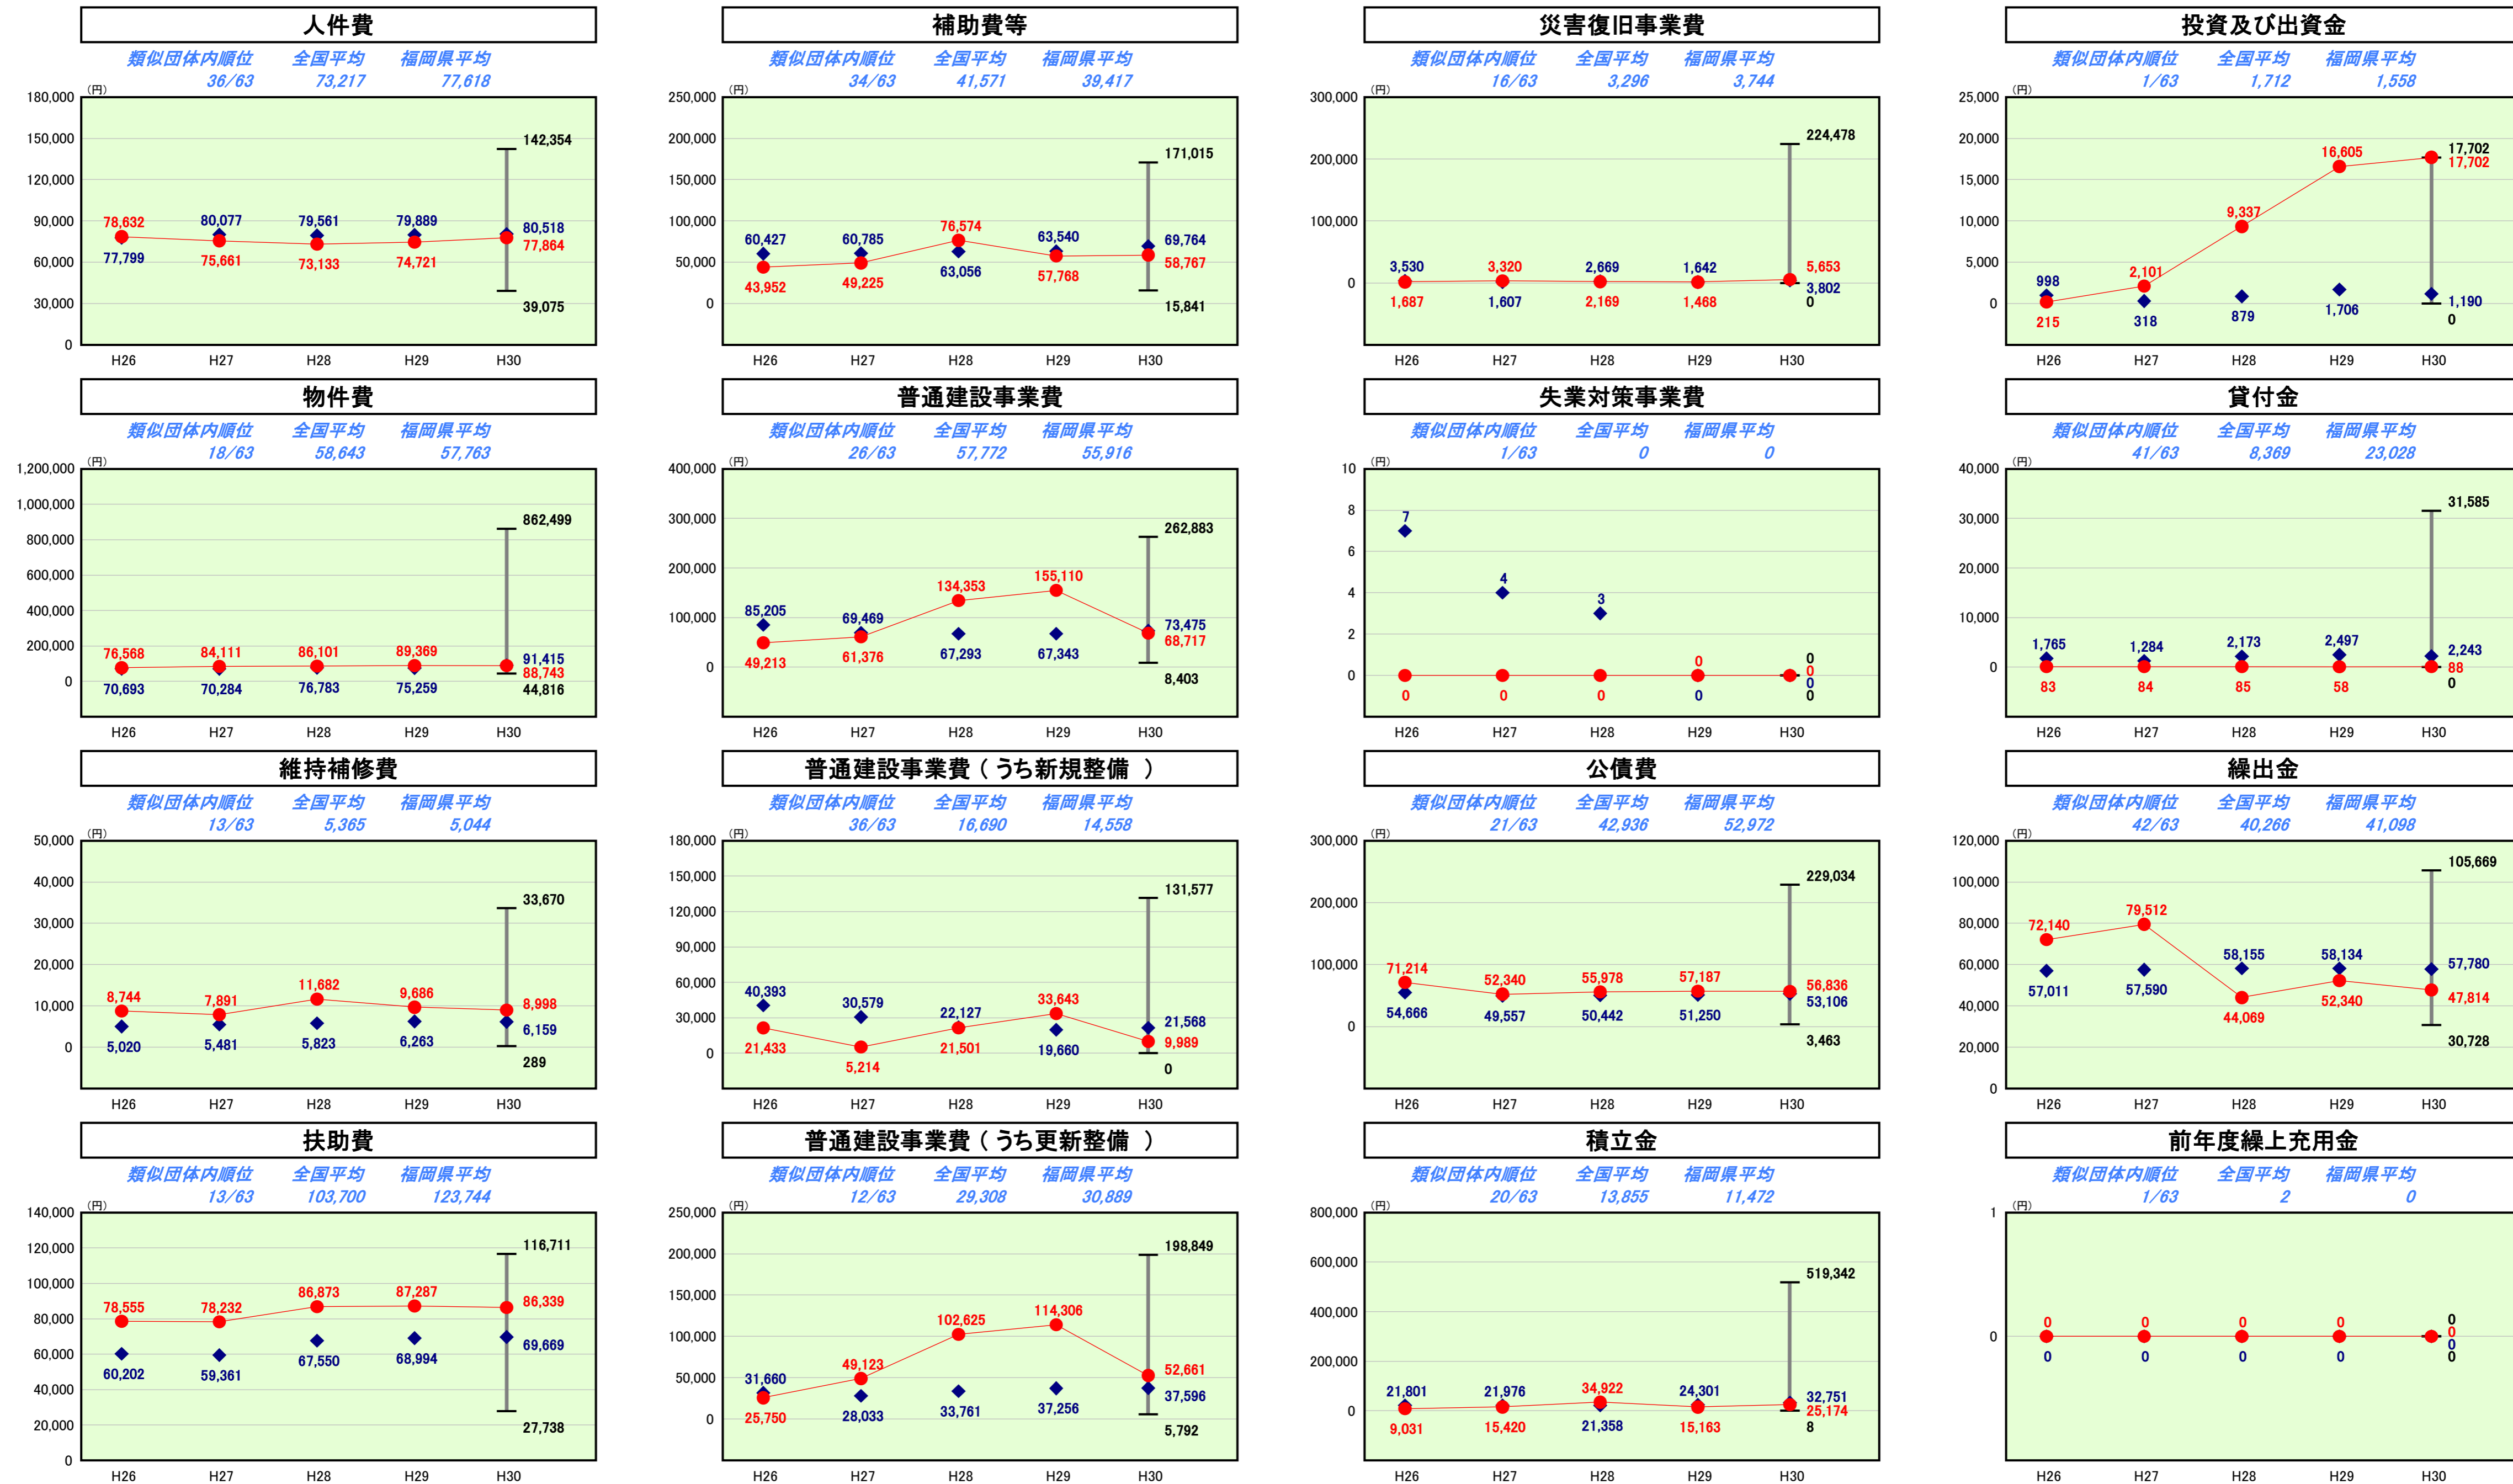 人件費
類似団体内順位 全国平均 福岡県平均
36/63 73,217 77,618
(円)
180,000
150,000
120,000
90,000
60,000
30,000
0
142,354
78,632 80,077 79,561 79,889 80,518
77,864
77,799 75,661 73,133 74,721
39,075
H26 H27 H28 H29 H30
補助費等
類似団体内順位 全国平均 福岡県平均
34/63 41,571 39,417
(円)
250,000
200,000
150,000
100,000
50,000
0
171,015
60,427 60,785 76,574 63,540 69,764
43,952 49,225 63,056 57,768 58,767
15,841
H26 H27 H28 H29 H30
災害復旧事業費
類似団体内順位 全国平均 福岡県平均
16/63 3,296 3,744
(円)
300,000
200,000
100,000
0
224,478
3,530 3,320 2,669 1,642 5,653
3,802
1,687 1,607 2,169 1,468 0
H26 H27 H28 H29 H30
投資及び出資金
類似団体内順位 全国平均 福岡県平均
1/63 1,712 1,558
(円)
25,000
20,000
15,000
10,000
5,000
0
17,702
17,702
998 2,101 9,337 16,605
215 318 879 1,706 1,190
0
H26 H27 H28 H29 H30
物件費
類似団体内順位 全国平均 福岡県平均
18/63 58,643 57,763
(円)
1,200,000
1,000,000
800,000
600,000
400,000
200,000
0
862,499
76,568 84,111 86,101 89,369 91,415
88,743
70,693 70,284 76,783 75,259 44,816
H26 H27 H28 H29 H30
普通建設事業費
類似団体内順位 全国平均 福岡県平均
26/63 57,772 55,916
(円)
400,000
300,000
200,000
100,000
0
262,883
85,205 69,469 134,353 155,110 73,475
49,213 61,376 67,293 67,343 68,717
8,403
H26 H27 H28 H29 H30
失業対策事業費
類似団体内順位 全国平均 福岡県平均
1/63 0 0
(円)
10
8
6
4
2
0
7 4 3 0 0
0
0
0 0 0 0 0
H26 H27 H28 H29 H30
貸付金
類似団体内順位 全国平均 福岡県平均
41/63 8,369 23,028
(円)
40,000
30,000
20,000
10,000
0
31,585
1,765 1,284 2,173 2,497 2,243
88
83 84 85 58 0
H26 H27 H28 H29 H30
維持補修費
類似団体内順位 全国平均 福岡県平均
13/63 5,365 5,044
(円)
50,000
40,000
30,000
20,000
10,000
0
33,670
8,744 7,891 11,682 9,686 8,998
5,020 5,481 5,823 6,263 6,159
289
H26 H27 H28 H29 H30
普通建設事業費(うち新規整備 )
類似団体内順位 全国平均 福岡県平均
36/63 16,690 14,558
(円)
180,000
150,000
120,000
90,000
60,000
30,000
0
131,577
40,393 30,579 22,127 33,643 21,568
21,433 5,214 21,501 19,660 9,989
0
H26 H27 H28 H29 H30
公債費
類似団体内順位 全国平均 福岡県平均
21/63 42,936 52,972
(円)
300,000
200,000
100,000
0
229,034
71,214 52,340 55,978 57,187 56,836
54,666 49,557 50,442 51,250 53,106
3,463
H26 H27 H28 H29 H30
繰出金
類似団体内順位 全国平均 福岡県平均
42/63 40,266 41,098
(円)
120,000
100,000
80,000
60,000
40,000
20,000
0
105,669
72,140 79,512 58,155 58,134 57,780
57,011 57,590 44,069 52,340 47,814
30,728
H26 H27 H28 H29 H30
扶助費
類似団体内順位 全国平均 福岡県平均
13/63 103,700 123,744
(円)
140,000
120,000
100,000
80,000
60,000
40,000
20,000
0
116,711
78,555 78,232 86,873 87,287 86,339
60,202 59,361 67,550 68,994 69,669
27,738
H26 H27 H28 H29 H30
普通建設事業費(うち更新整備 )
類似団体内順位 全国平均 福岡県平均
12/63 29,308 30,889
(円)
250,000
200,000
150,000
100,000
50,000
0
198,849
31,660 49,123 102,625 114,306 52,661
25,750 28,033 33,761 37,256 37,596
5,792
H26 H27 H28 H29 H30
積立金
類似団体内順位 全国平均 福岡県平均
20/63 13,855 11,472
(円)
800,000
600,000
400,000
200,000
0
519,342
21,801 21,976 34,922 24,301 32,751
25,174
9,031 15,420 21,358 15,163 8
H26 H27 H28 H29 H30
前年度繰上充用金
類似団体内順位 全国平均 福岡県平均
1/63 2 0
(円)
1
0
0 0 0 0 0
0
0
0 0 0 0 0
H26 H27 H28 H29 H30